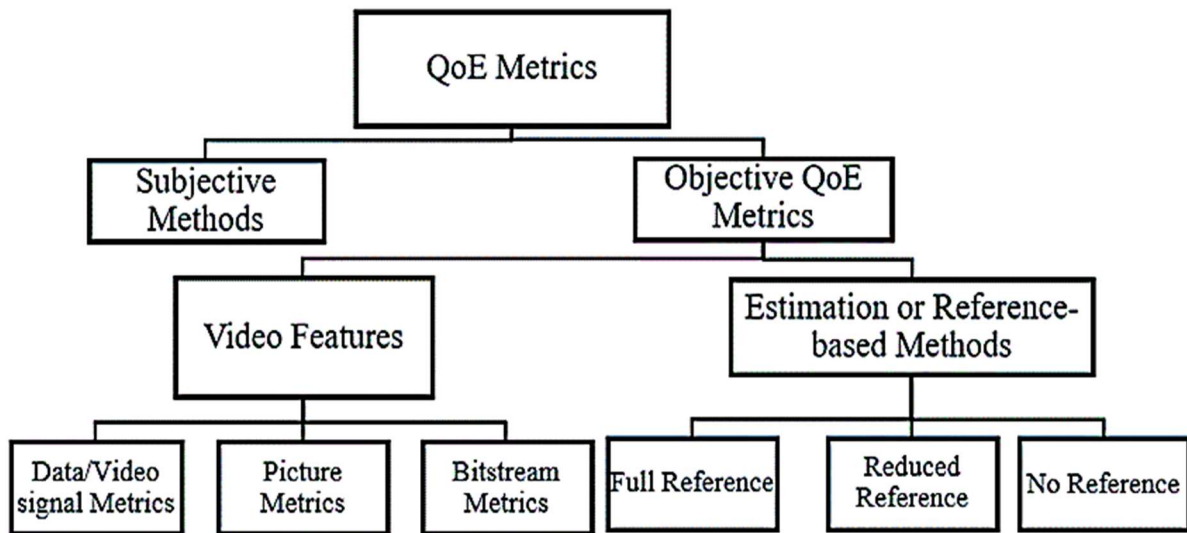 QoE Metrics
Subjective
Methods
Objective QoE
Metrics
Video Features
Estimation or Reference-
based Methods
Data/Video
signal Metrics
Picture
Metrics
Bitstream
Metrics
Full Reference
Reduced
Reference
No Reference